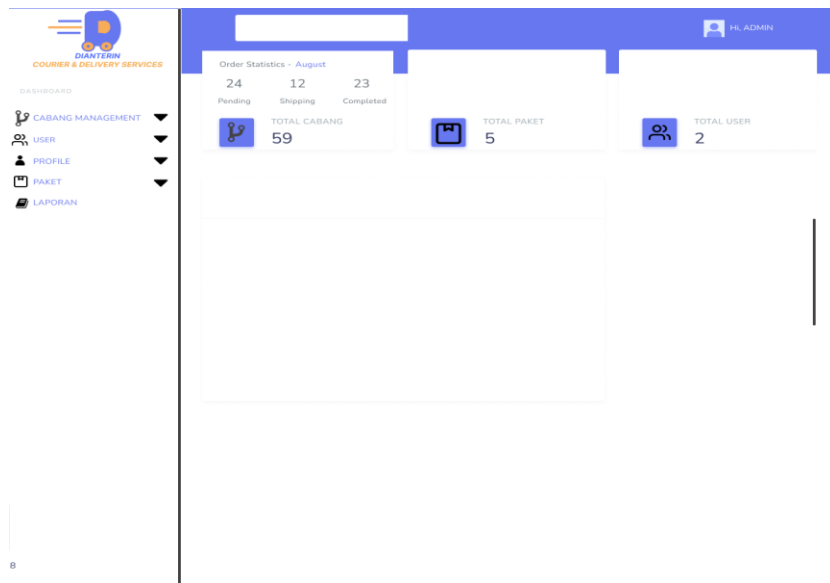 DIANTERIN
COURIER & DELIVERY SERVICES
DASHBOARD
CABANG MANAGEMENT
USER
PROFILE
PAKET
LAPORAN
8
Hi, ADMIN
Order Statistics - August
24 12 23
Pending Shipping Completed
TOTAL CABANG
59
TOTAL PAKET
5
TOTAL USER
2